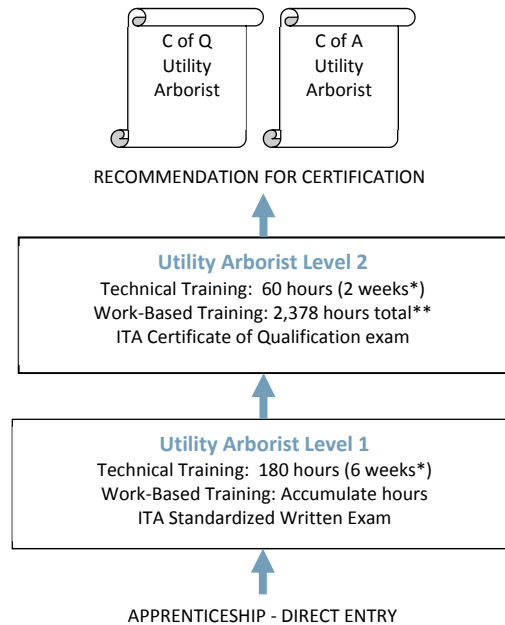 C of Q
Utility
Arborist
C of A
Utility
Arborist
RECOMMENDATION FOR CERTIFICATION
Utility Arborist Level 2
Technical Training:  60 hours (2 weeks*)
Work-Based Training: 2,378 hours total**
ITA Certificate of Qualification exam
Utility Arborist Level 1
Technical Training:  180 hours (6 weeks*)
Work-Based Training: Accumulate hours
ITA Standardized Written Exam
APPRENTICESHIP - DIRECT ENTRY